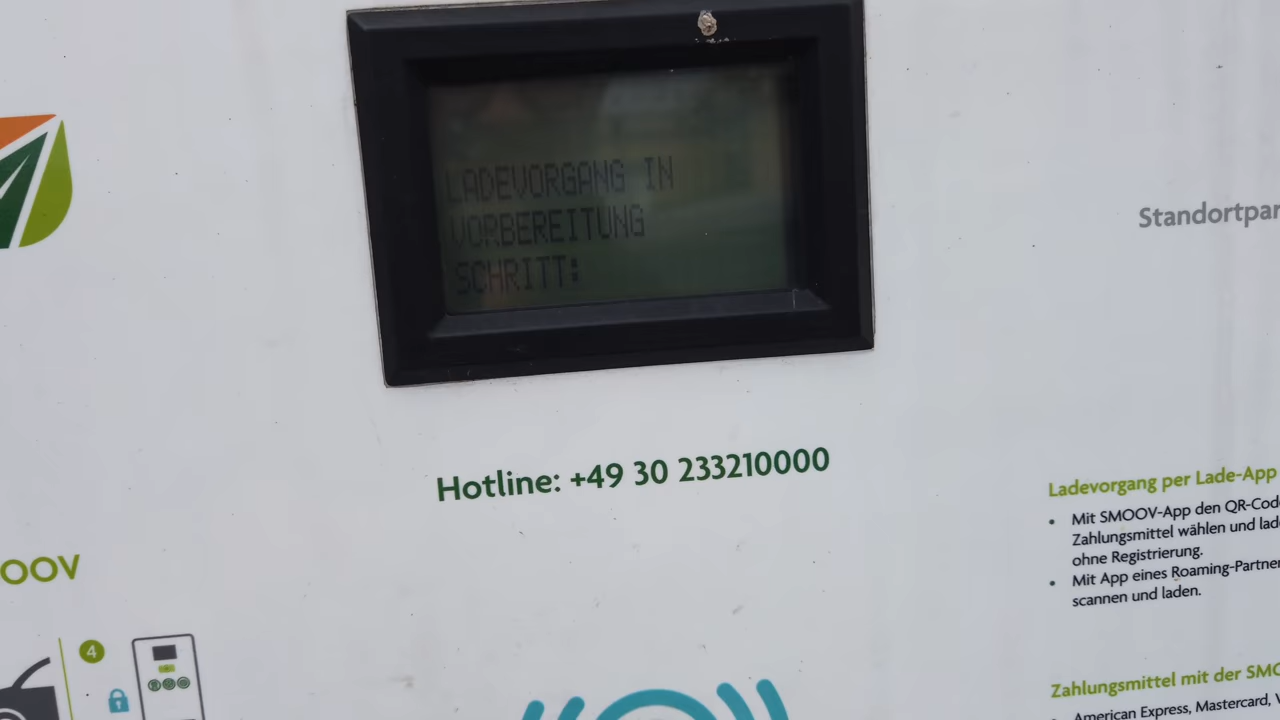 LADEVORGANG IN
VORBEREITUNG
SCHRITT:
Standortpar
Hotline: +49 30 233210000
Ladevorgang per Lade-App
• Mit SMOOV-App den QR-Cod
Zahlungsmittel wählen und lad
ohne Registrierung.
• Mit App eines Roaming-Partner
scannen und laden.
OOV
4
Zahlungsmittel mit der SMO
American Express, Mastercard, V